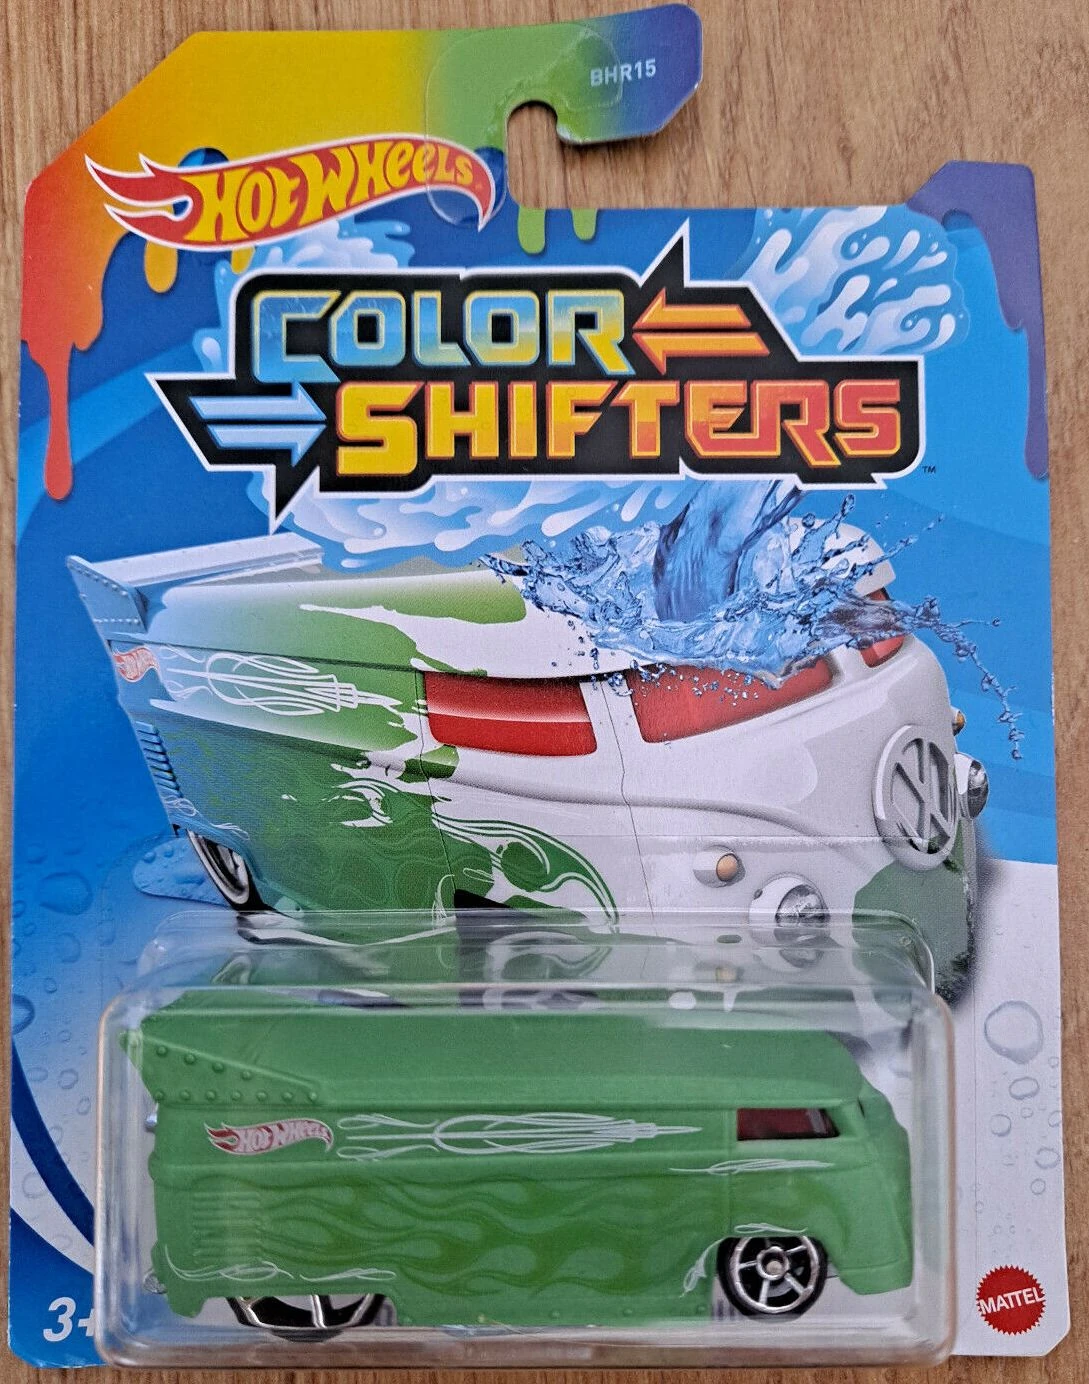 BHR15
HOT WHEELS
COLOR
SHIFTERS
TM
HOT WHEELS
3+
MATTEL